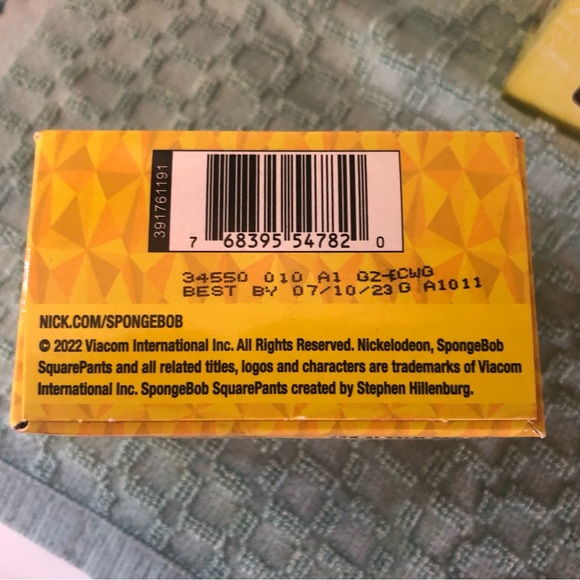 391761191
7 68395 54782 0
34550 010 A1
BEST BY 07/10/23 G A1011
NICK.COM/SPONGEBOB
© 2022 Viacom International Inc. All Rights Reserved. Nickelodeon, SpongeBob
SquarePants and all related titles, logos and characters are trademarks of Viacom
International Inc. SpongeBob SquarePants created by Stephen Hillenburg.